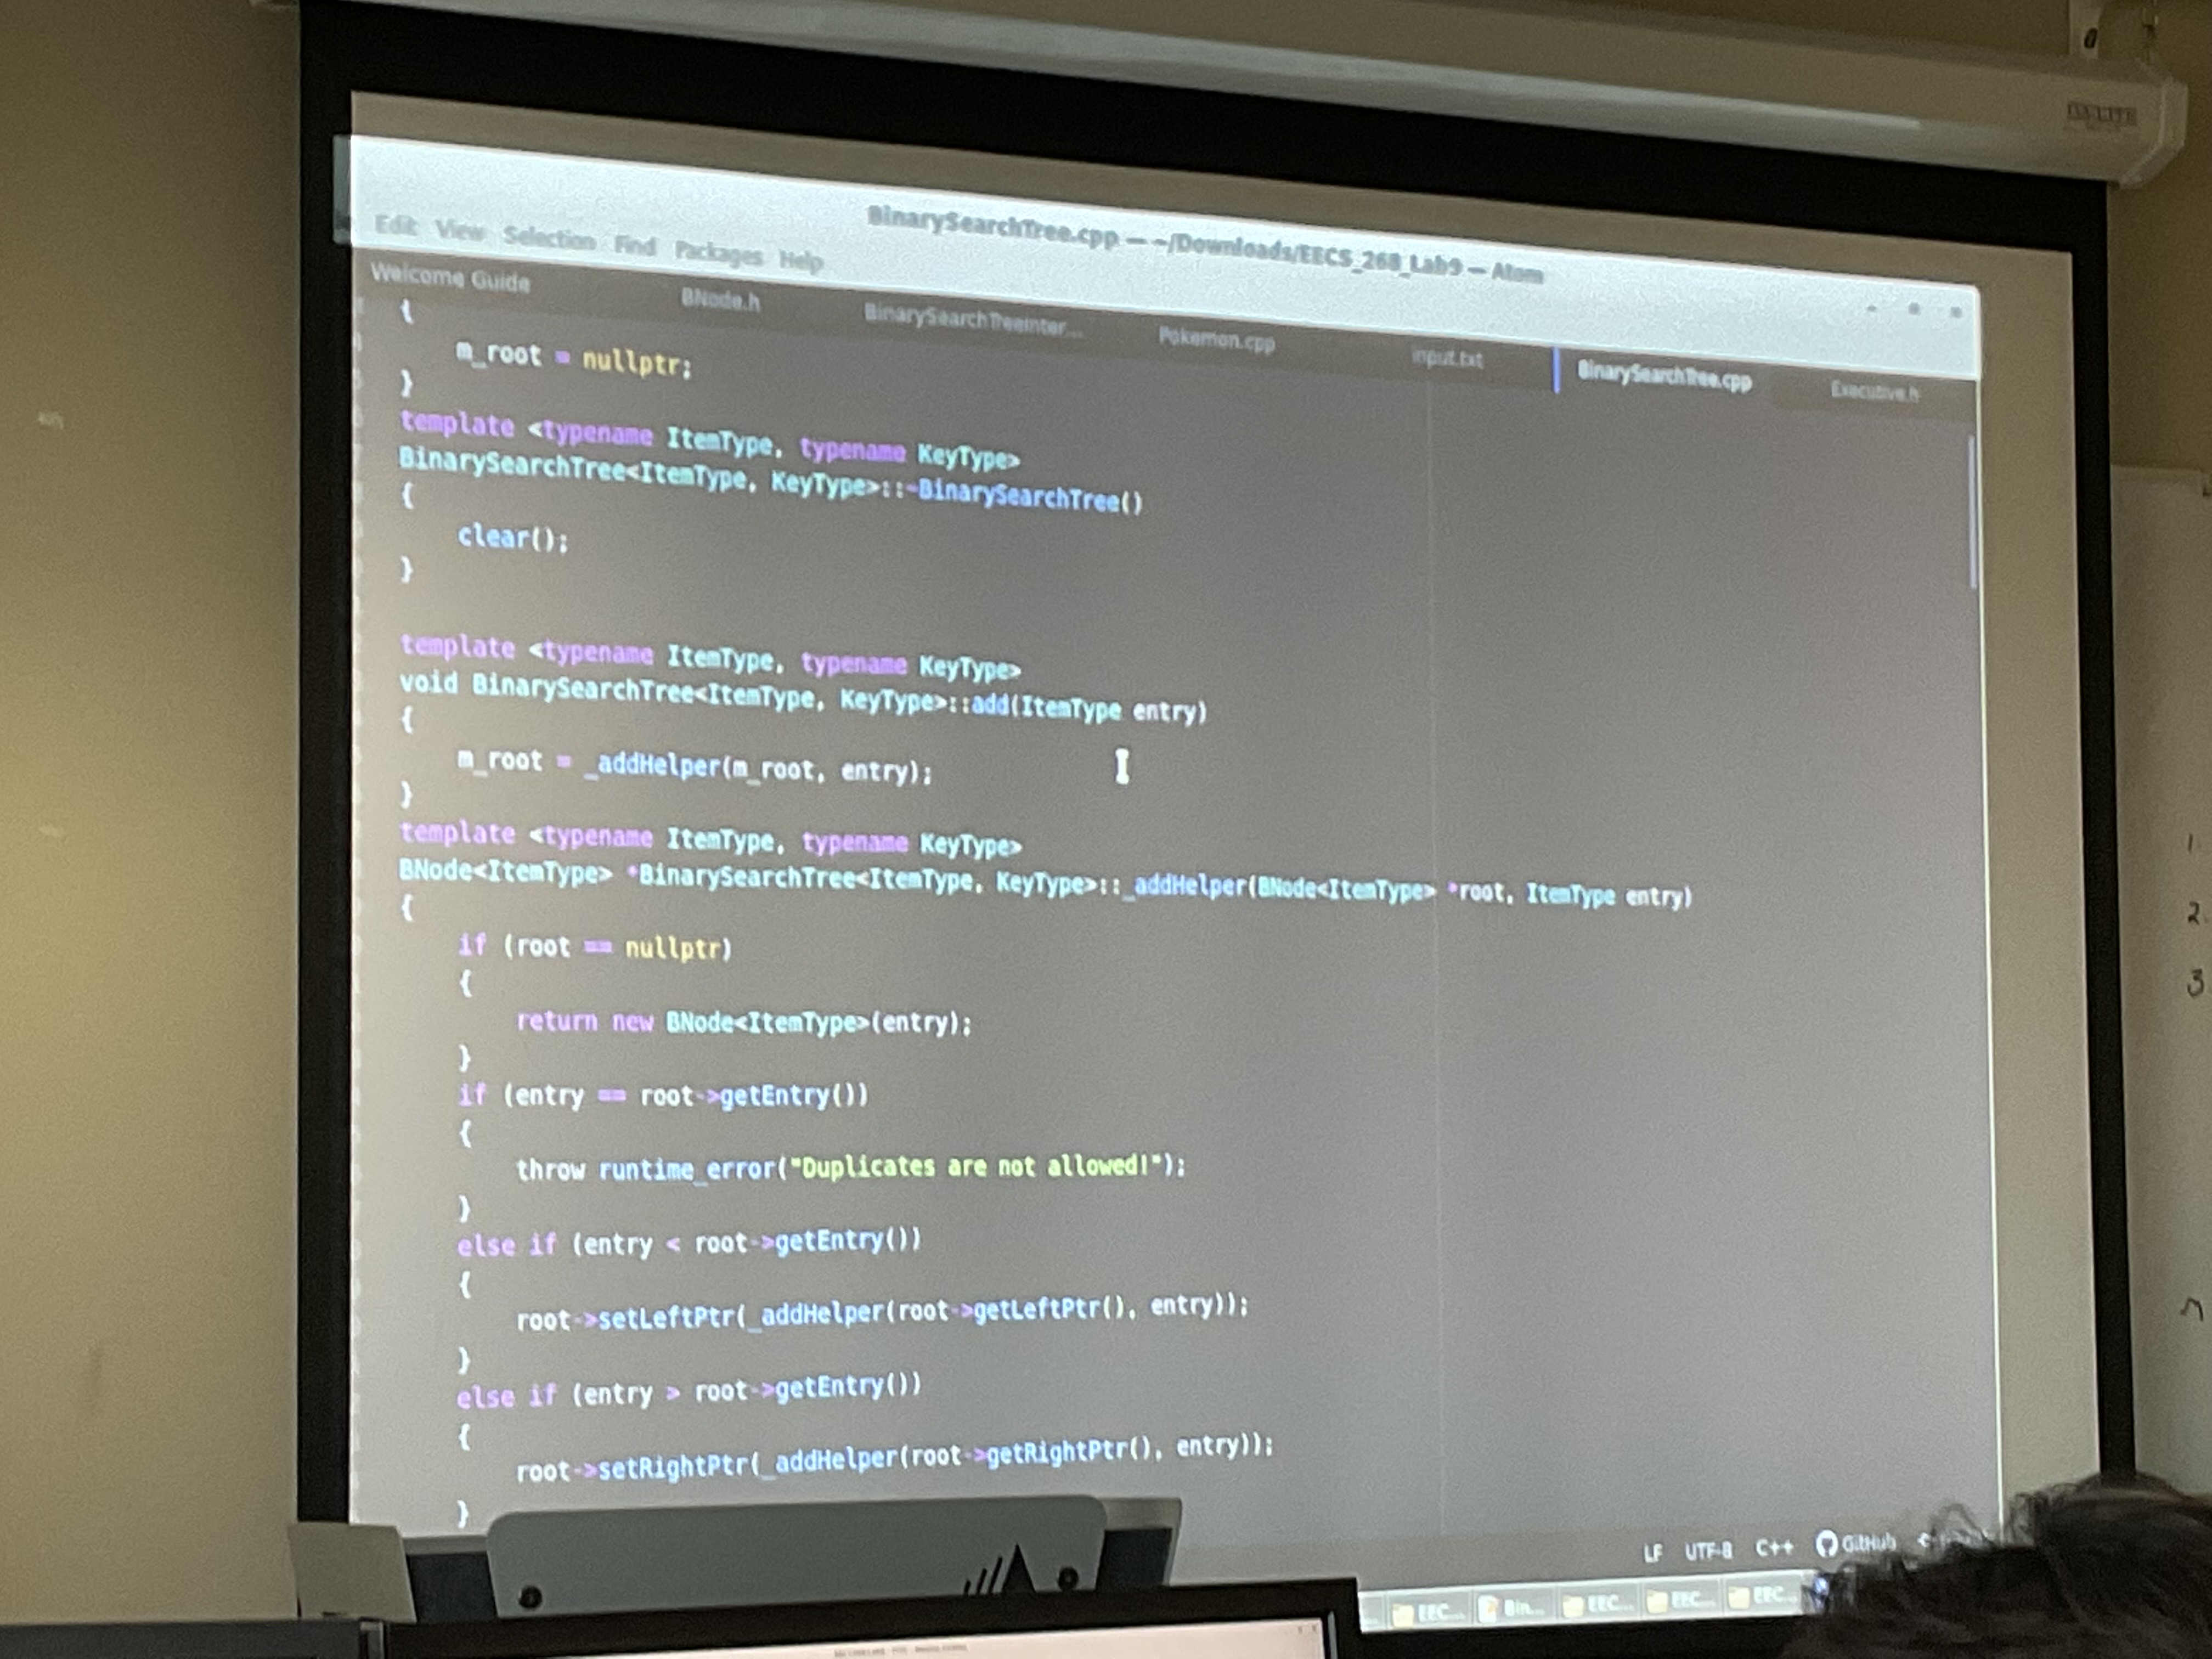 DA-LITE
BinarySearchTree.cpp — ~/Downloads/EECS_268_Lab9 — Atom
Edit View Selection Find Packages Help
Welcome Guide BNode.h BinarySearchTreeInter... Pokemon.cpp input.txt BinarySearchTree.cpp Executive.h
{
m_root = nullptr;
}
template <typename ItemType, typename KeyType>
BinarySearchTree<ItemType, KeyType>::~BinarySearchTree()
{
clear();
}
template <typename ItemType, typename KeyType>
void BinarySearchTree<ItemType, KeyType>::add(ItemType entry)
{
m_root = _addHelper(m_root, entry);
}
template <typename ItemType, typename KeyType>
BNode<ItemType> *BinarySearchTree<ItemType, KeyType>::_addHelper(BNode<ItemType> *root, ItemType entry)
{
if (root == nullptr)
{
return new BNode<ItemType>(entry);
}
if (entry == root->getEntry())
{
throw runtime_error("Duplicates are not allowed!");
}
else if (entry < root->getEntry())
{
root->setLeftPtr(_addHelper(root->getLeftPtr(), entry));
}
else if (entry > root->getEntry())
{
root->setRightPtr(_addHelper(root->getRightPtr(), entry));
}
LF UTF-8 C++ GitHub
EEC... Bin... EEC... EEC... EEC...
1.
2.
3